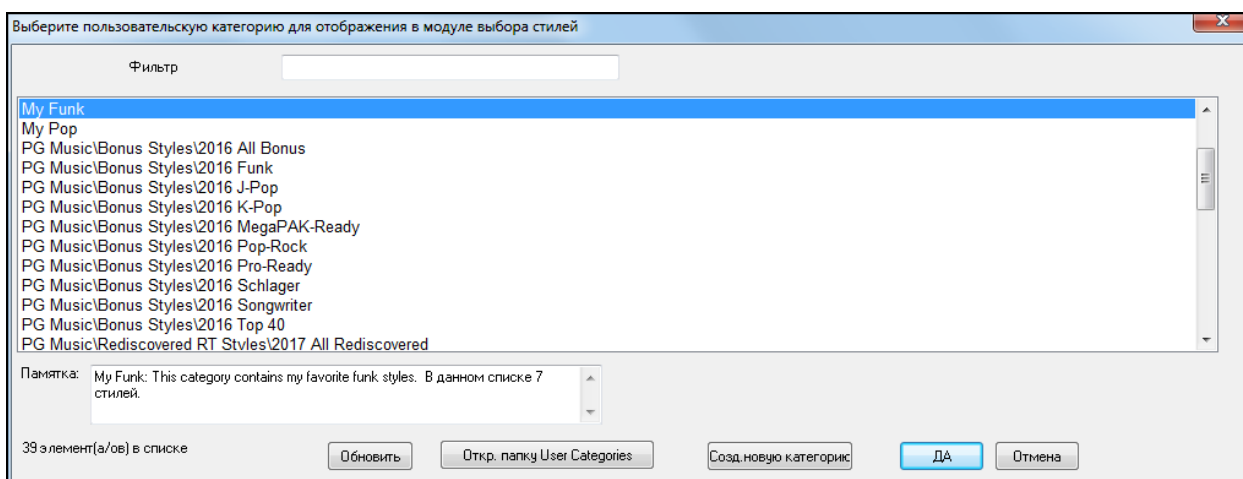 Выберите пользовательскую категорию для отображения в модуле выбора стилей
Фильтр
My Funk
My Pop
PG Music\Bonus Styles\2016 All Bonus
PG Music\Bonus Styles\2016 Funk
PG Music\Bonus Styles\2016 J-Pop
PG Music\Bonus Styles\2016 K-Pop
PG Music\Bonus Styles\2016 MegaPAK-Ready
PG Music\Bonus Styles\2016 Pop-Rock
PG Music\Bonus Styles\2016 Pro-Ready
PG Music\Bonus Styles\2016 Schlager
PG Music\Bonus Styles\2016 Songwriter
PG Music\Bonus Styles\2016 Top 40
PG Music\Rediscovered RT Styles\2017 All Rediscovered
Памятка: My Funk: This category contains my favorite funk styles. В данном списке 7
стилей.
39 элемент(а/ов) в списке Обновить Откр. папку User Categories Созд.новую категорию ДА Отмена